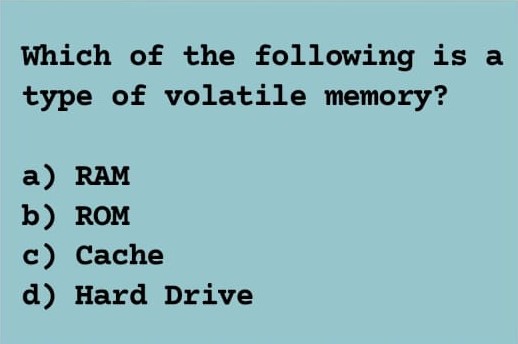 Which of the following is a
type of volatile memory?
a) RAM
b) ROM
c) Cache
d) Hard Drive